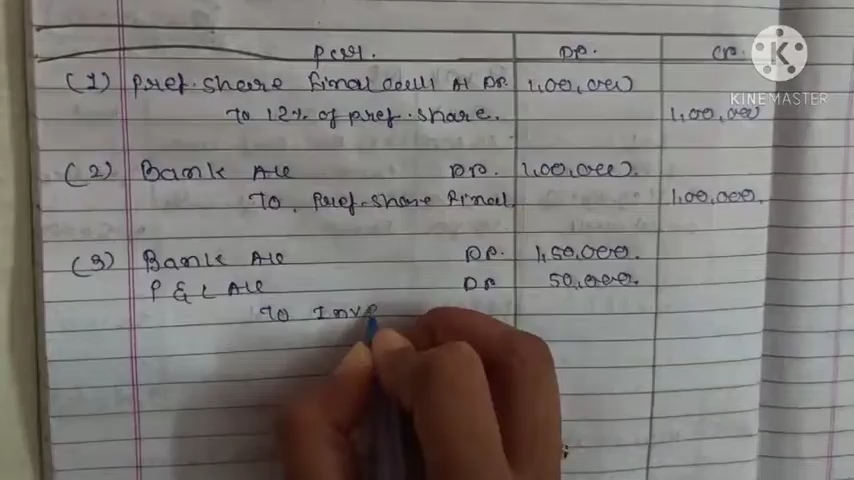 Par. Dr. Cr.
(1) Pref. share final call A/c Dr. 1,00,000
To 12% of pref. share. 1,00,000
(2) Bank A/c Dr. 1,00,000.
To. Pref. share final 1,00,000.
(3) Bank A/c Dr. 1,50,000.
P & L A/c Dr 50,000.
To Inve
KINEMASTER